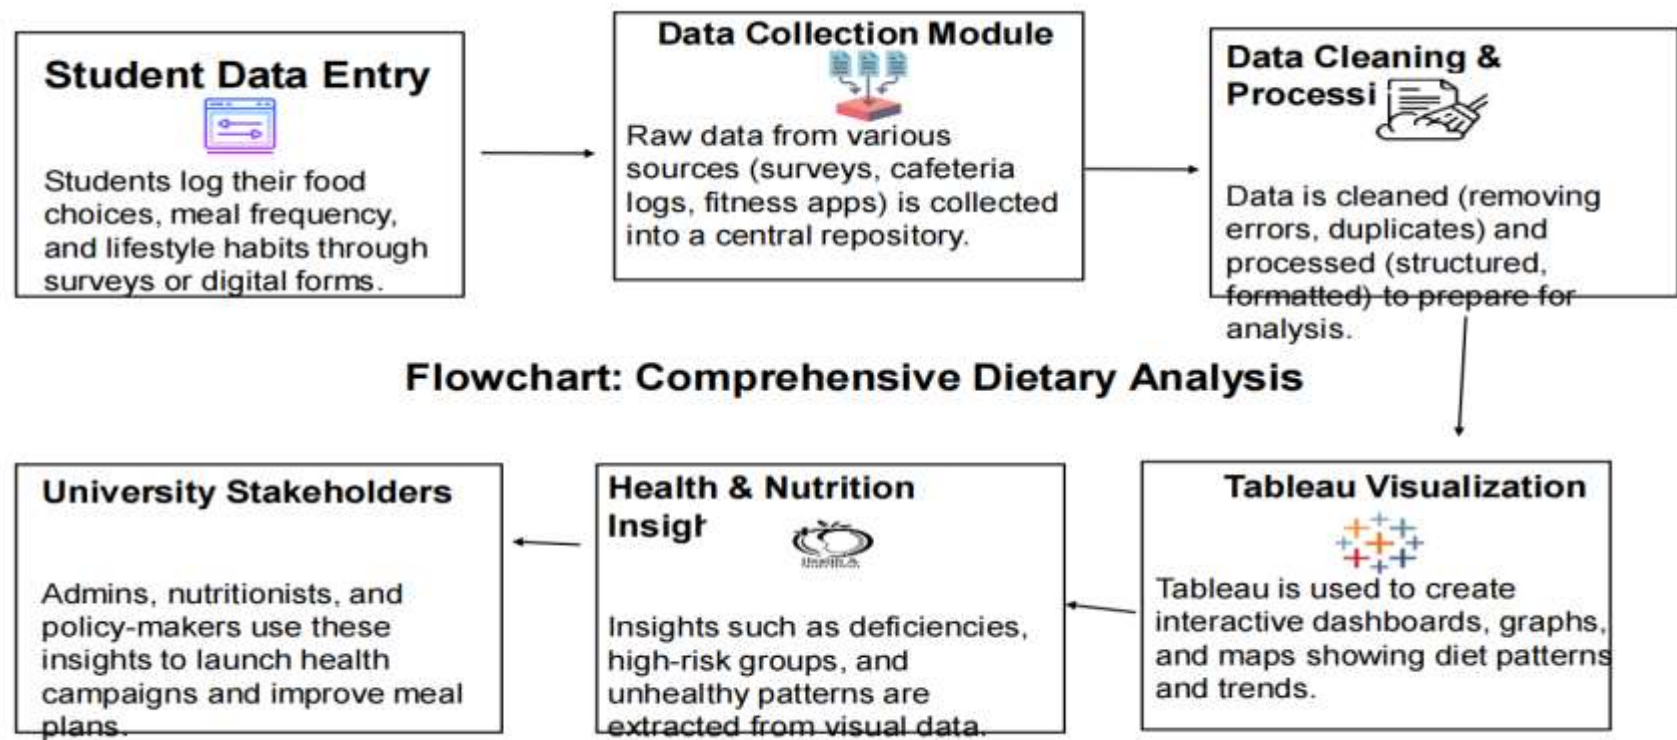 Student Data Entry
Students log their food
choices, meal frequency,
and lifestyle habits through
surveys or digital forms.
Data Collection Module
Raw data from various
sources (surveys, cafeteria
logs, fitness apps) is collected
into a central repository.
Data Cleaning &
Processi
Data is cleaned (removing
errors, duplicates) and
processed (structured,
formatted) to prepare for
analysis.
Flowchart: Comprehensive Dietary Analysis
Tableau Visualization
Tableau is used to create
interactive dashboards, graphs,
and maps showing diet patterns
and trends.
Health & Nutrition
Insigh
Health &
Insights such as deficiencies,
high-risk groups, and
unhealthy patterns are
extracted from visual data.
University Stakeholders
Admins, nutritionists, and
policy-makers use these
insights to launch health
campaigns and improve meal
plans.